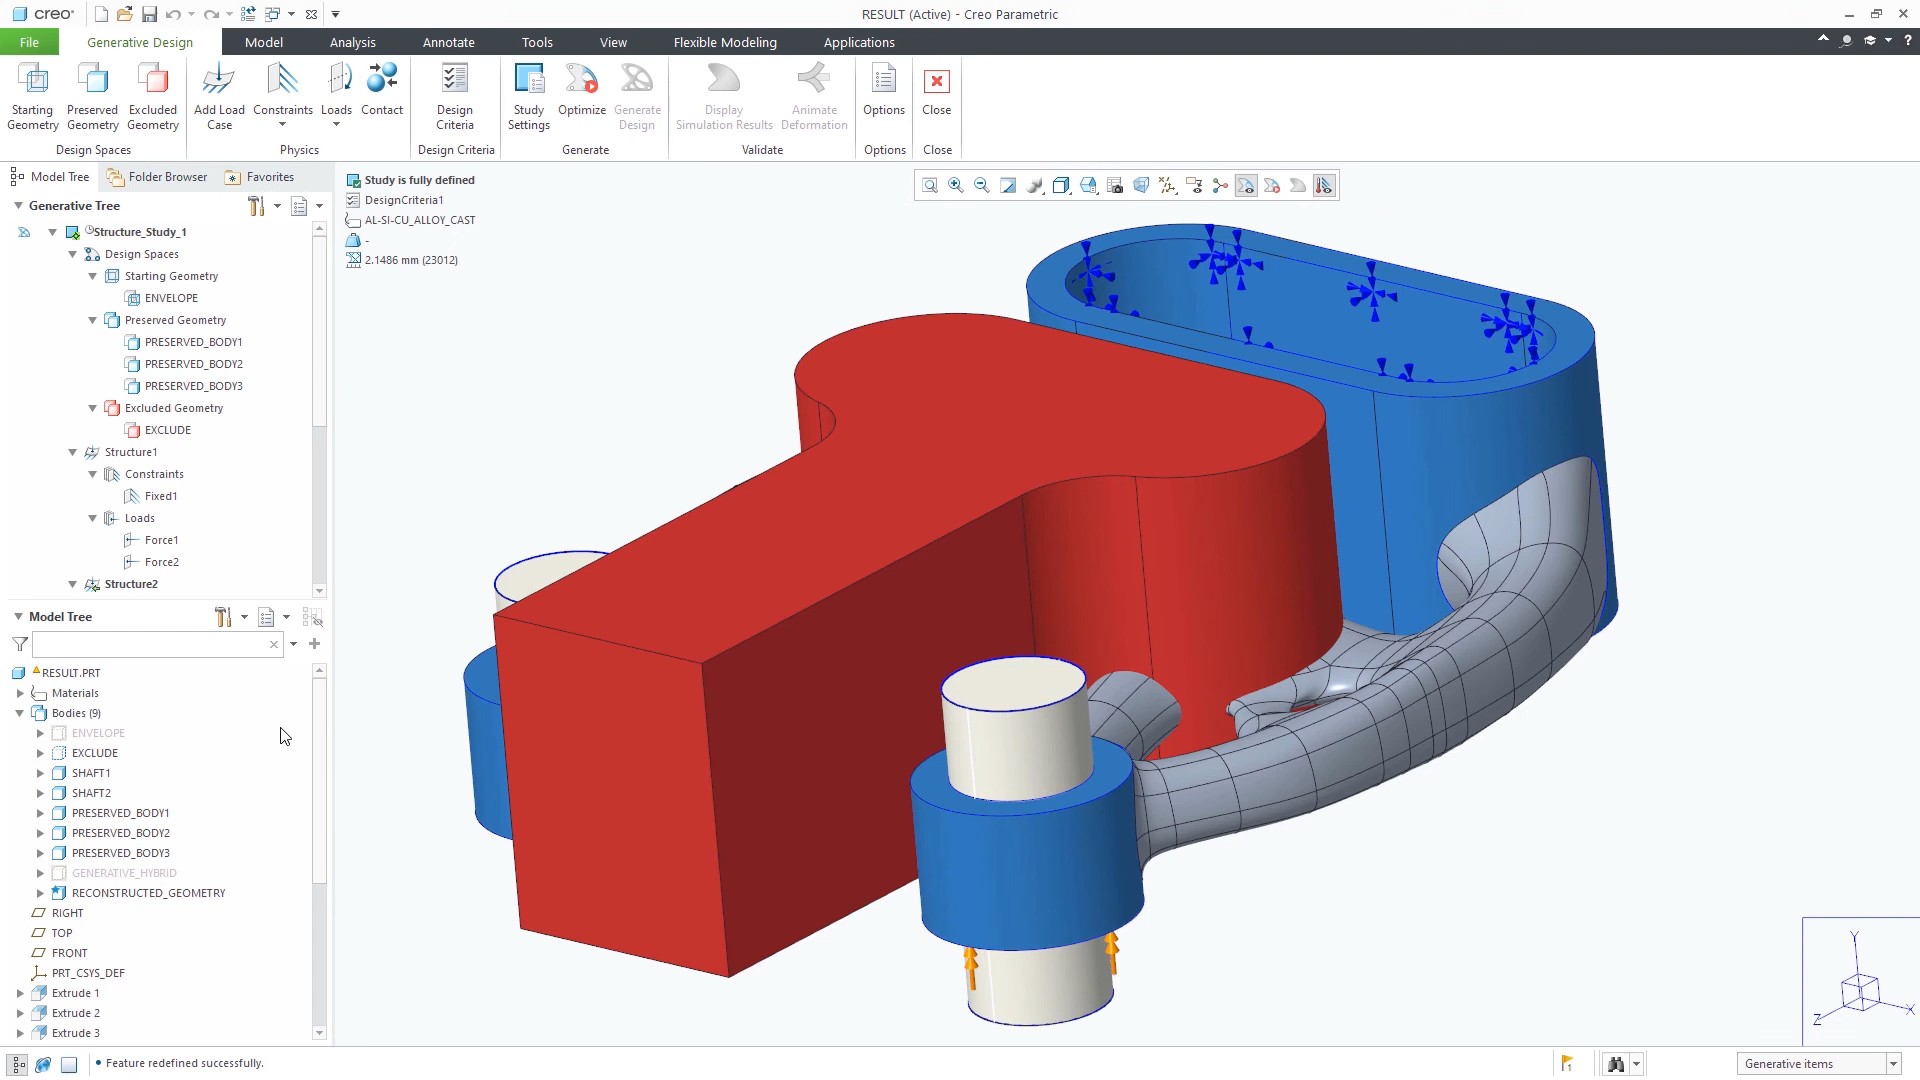 creo
RESULT (Active) - Creo Parametric
File
Generative Design
Model
Analysis
Annotate
Tools
View
Flexible Modeling
Applications
?
Starting
Geometry
Preserved
Geometry
Excluded
Geometry
Add Load
Case
Constraints
Loads
Contact
Design
Criteria
Study
Settings
Optimize
Generate
Design
Display
Simulation Results
Animate
Deformation
Options
Close
Design Spaces
Physics
Design Criteria
Generate
Validate
Options
Close
Model Tree
Folder Browser
Favorites
Generative Tree
Structure_Study_1
Design Spaces
Starting Geometry
ENVELOPE
Preserved Geometry
PRESERVED_BODY1
PRESERVED_BODY2
PRESERVED_BODY3
Excluded Geometry
EXCLUDE
Structure1
Constraints
Fixed1
Loads
Force1
Force2
Structure2
Model Tree
RESULT.PRT
Materials
Bodies (9)
ENVELOPE
EXCLUDE
SHAFT1
SHAFT2
PRESERVED_BODY1
PRESERVED_BODY2
PRESERVED_BODY3
GENERATIVE_HYBRID
RECONSTRUCTED_GEOMETRY
RIGHT
TOP
FRONT
PRT_CSYS_DEF
Extrude 1
Extrude 2
Extrude 3
Study is fully defined
DesignCriteria1
AL-SI-CU_ALLOY_CAST
-
2.1486 mm (23012)
Y
X
Z
• Feature redefined successfully.
1
Generative items